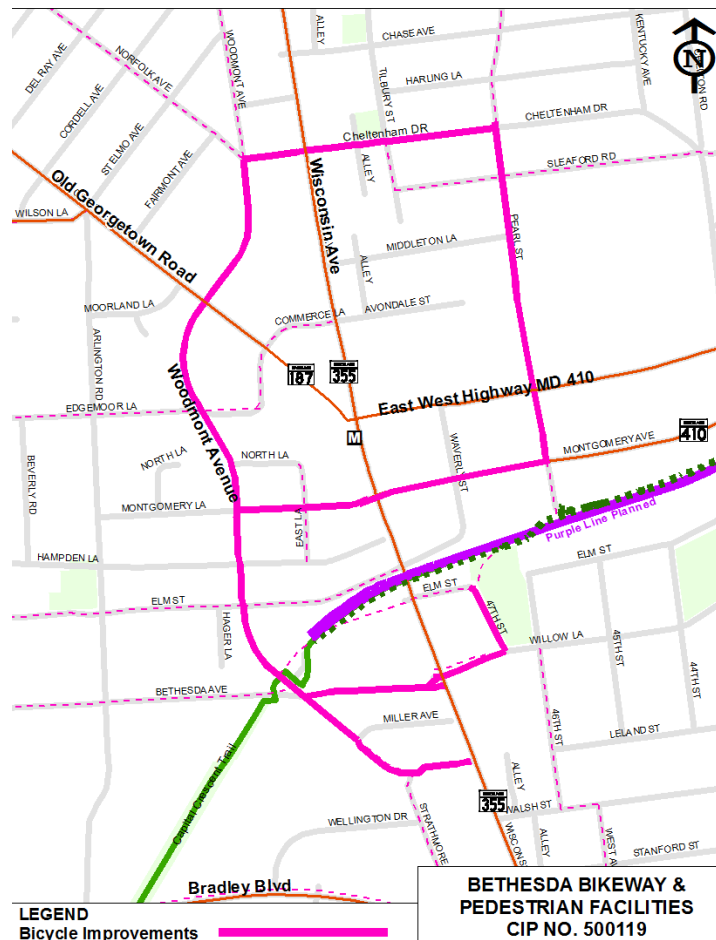 ALLEY
CHASE AVE
KENTUCKY AVE
DEL RAY AVE
NORFOLK AVE
WOODMONT AVE
N
CORDELL AVE
TILBURY ST
HARLING LA
ST ELMO AVE
Cheltenham DR
CHELTENHAM DR
FAIRMONT AVE
ALLEY
SLEAFORD RD
Old Georgetown Road
Wisconsin Ave
WILSON LA
PEARL ST
MIDDLETON LA
ALLEY
MOORLAND LA
COMMERCE LA
AVONDALE ST
ARLINGTON RD
187
355
Woodmont Avenue
East West Highway MD 410
EDGEMOOR LA
410
M
MONTGOMERY AVE
BEVERLY RD
NORTH LA
NORTH LA
WAVERLY ST
MONTGOMERY LA
EAST LA
Purple Line Planned
HAMPDEN LA
ELM ST
ELM ST
ELM ST
47TH ST
HAGER LA
WILLOW LA
45TH ST
44TH ST
BETHESDA AVE
46TH ST
MILLER AVE
LELAND ST
Capital Crescent Trail
ALLEY
355
WALSH ST
WELLINGTON DR
STRATHMORE
ALLEY
STANFORD ST
Bradley Blvd
BETHESDA BIKEWAY &
PEDESTRIAN FACILITIES
CIP NO. 500119
LEGEND
Bicycle Improvements